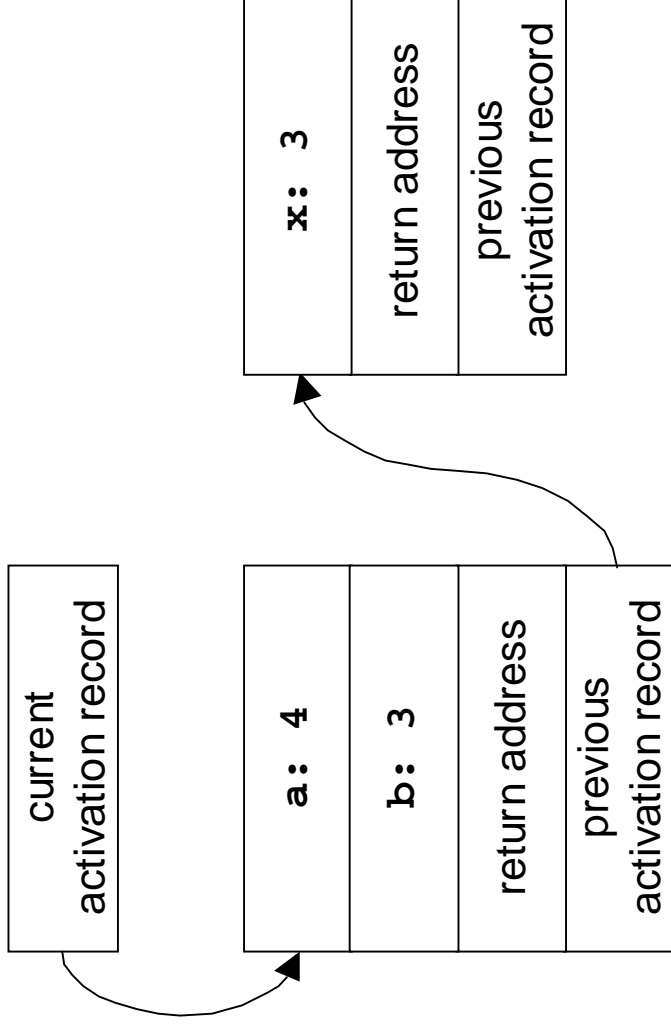 current
activation record
a: 4
b: 3
return address
previous
activation record
x: 3
return address
previous
activation record